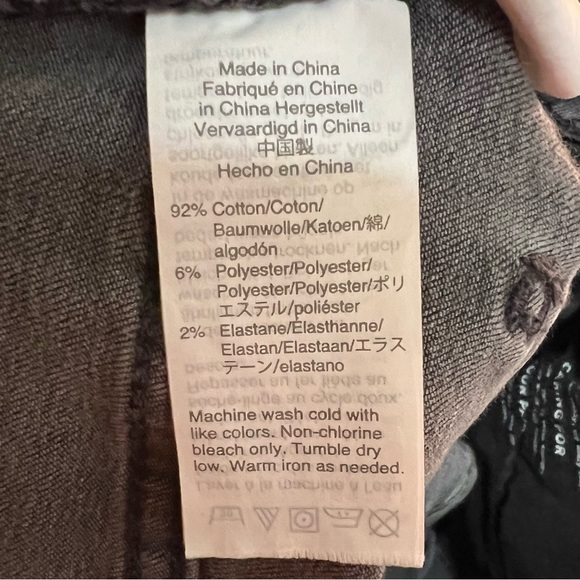 Made in China
Fabriqué en Chine
in China Hergestellt
Vervaardigd in China
中国製
Hecho en China
92% Cotton/Coton/
Baumwolle/Katoen/綿/
algodón
6% Polyester/Polyester/
Polyester/Polyester/ポリ
エステル/poliéster
2% Elastane/Élasthanne/
Elastan/Elastaan/エラス
テーン/elastano
Machine wash cold with
like colors. Non-chlorine
bleach only. Tumble dry
low. Warm iron as needed.
FOR